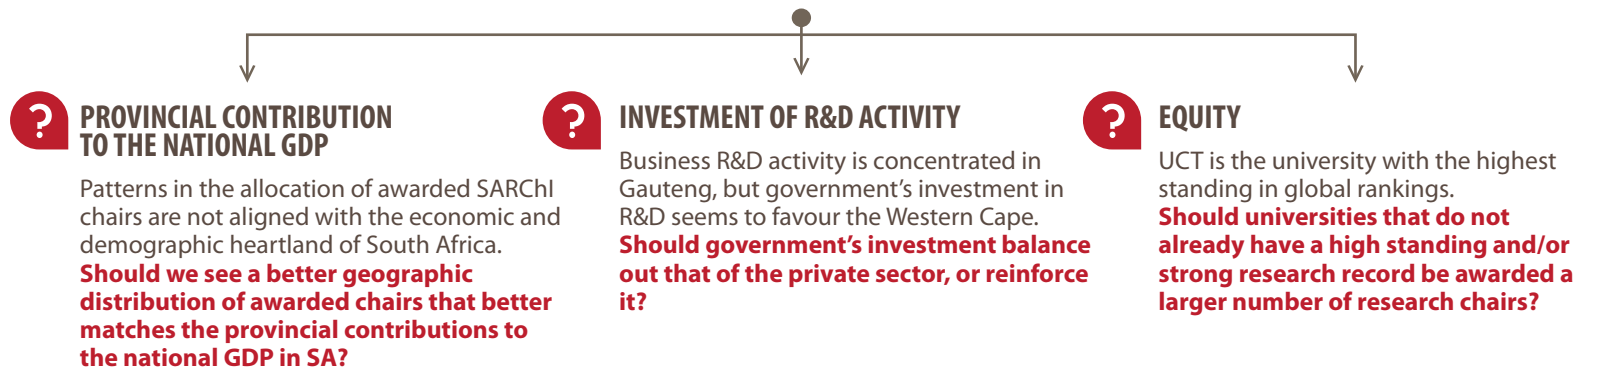 ?
PROVINCIAL CONTRIBUTION
TO THE NATIONAL GDP
Patterns in the allocation of awarded SARChI
chairs are not aligned with the economic and
demographic heartland of South Africa.
Should we see a better geographic
distribution of awarded chairs that better
matches the provincial contributions to
the national GDP in SA?
?
INVESTMENT OF R&D ACTIVITY
Business R&D activity is concentrated in
Gauteng, but government’s investment in
R&D seems to favour the Western Cape.
Should government’s investment balance
out that of the private sector, or reinforce
it?
?
EQUITY
UCT is the university with the highest
standing in global rankings.
Should universities that do not
already have a high standing and/or
strong research record be awarded a
larger number of research chairs?